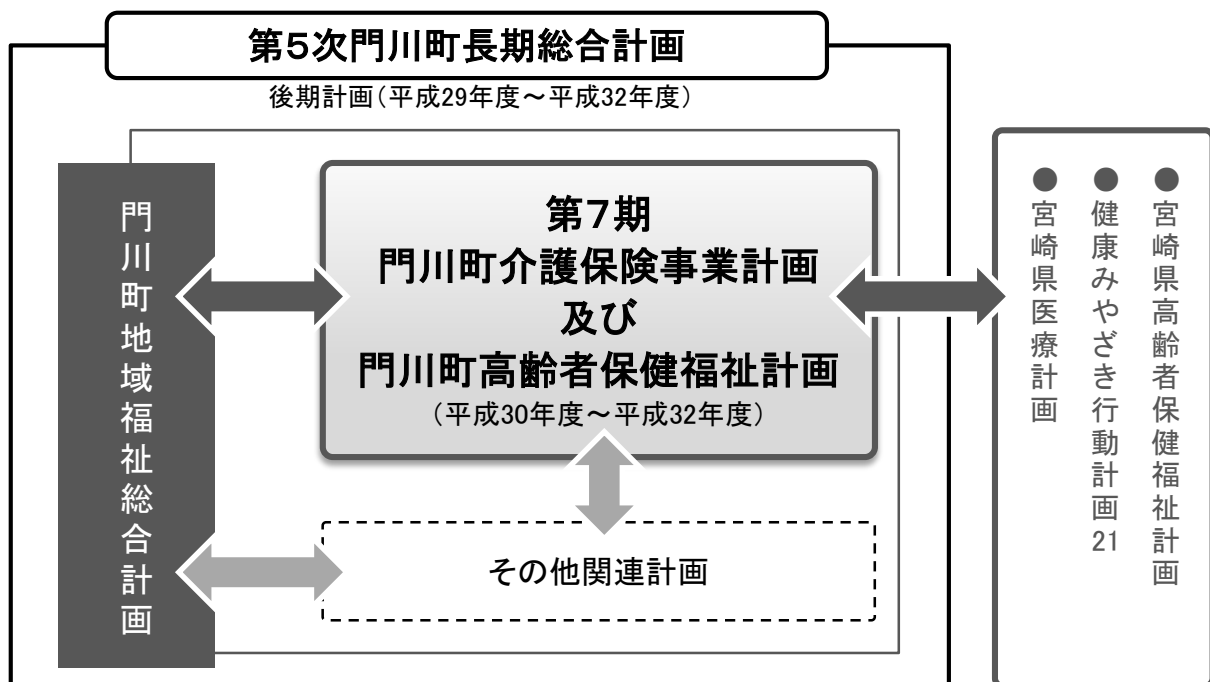 第5次門川町長期総合計画
後期計画（平成29年度～平成32年度）
門川町地域福祉総合計画
第7期
門川町介護保険事業計画
及び
門川町高齢者保健福祉計画
（平成30年度～平成32年度）
その他関連計画
●宮崎県高齢者保健福祉計画
●健康みやざき行動計画21
●宮崎県医療計画